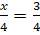 x/4 = 3/4